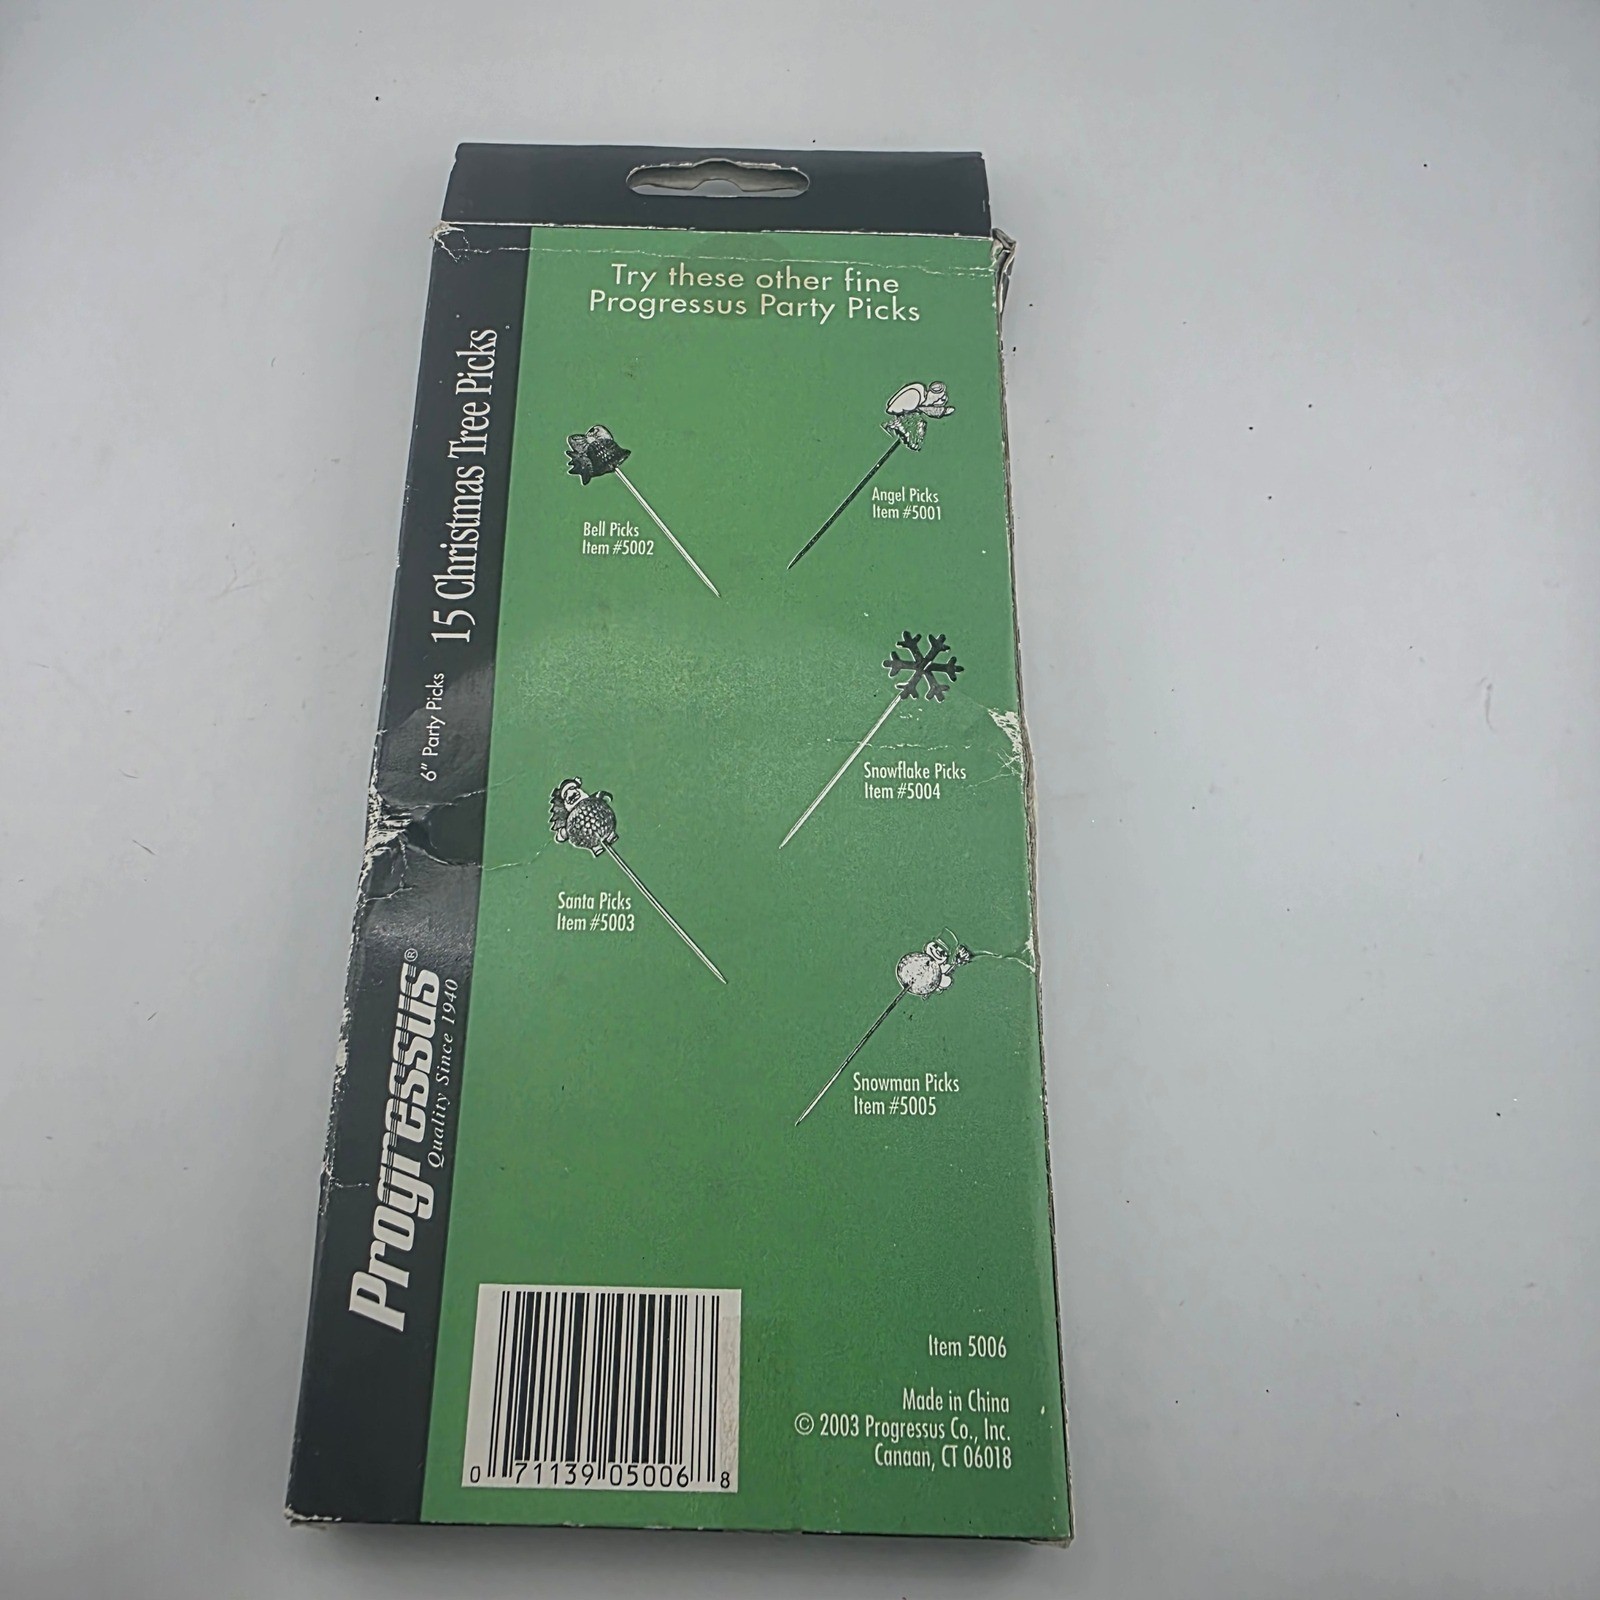 Try these other fine
Progressus Party Picks
Bell Picks
Item #5002
Angel Picks
Item #5001
Snowflake Picks
Item #5004
Santa Picks
Item #5003
Snowman Picks
Item #5005
Item 5006
Made in China
© 2003 Progressus Co., Inc.
Canaan, CT 06018
0 71139 05006 8
6" Party Picks 15 Christmas Tree Picks
Progressus®
Quality Since 1940